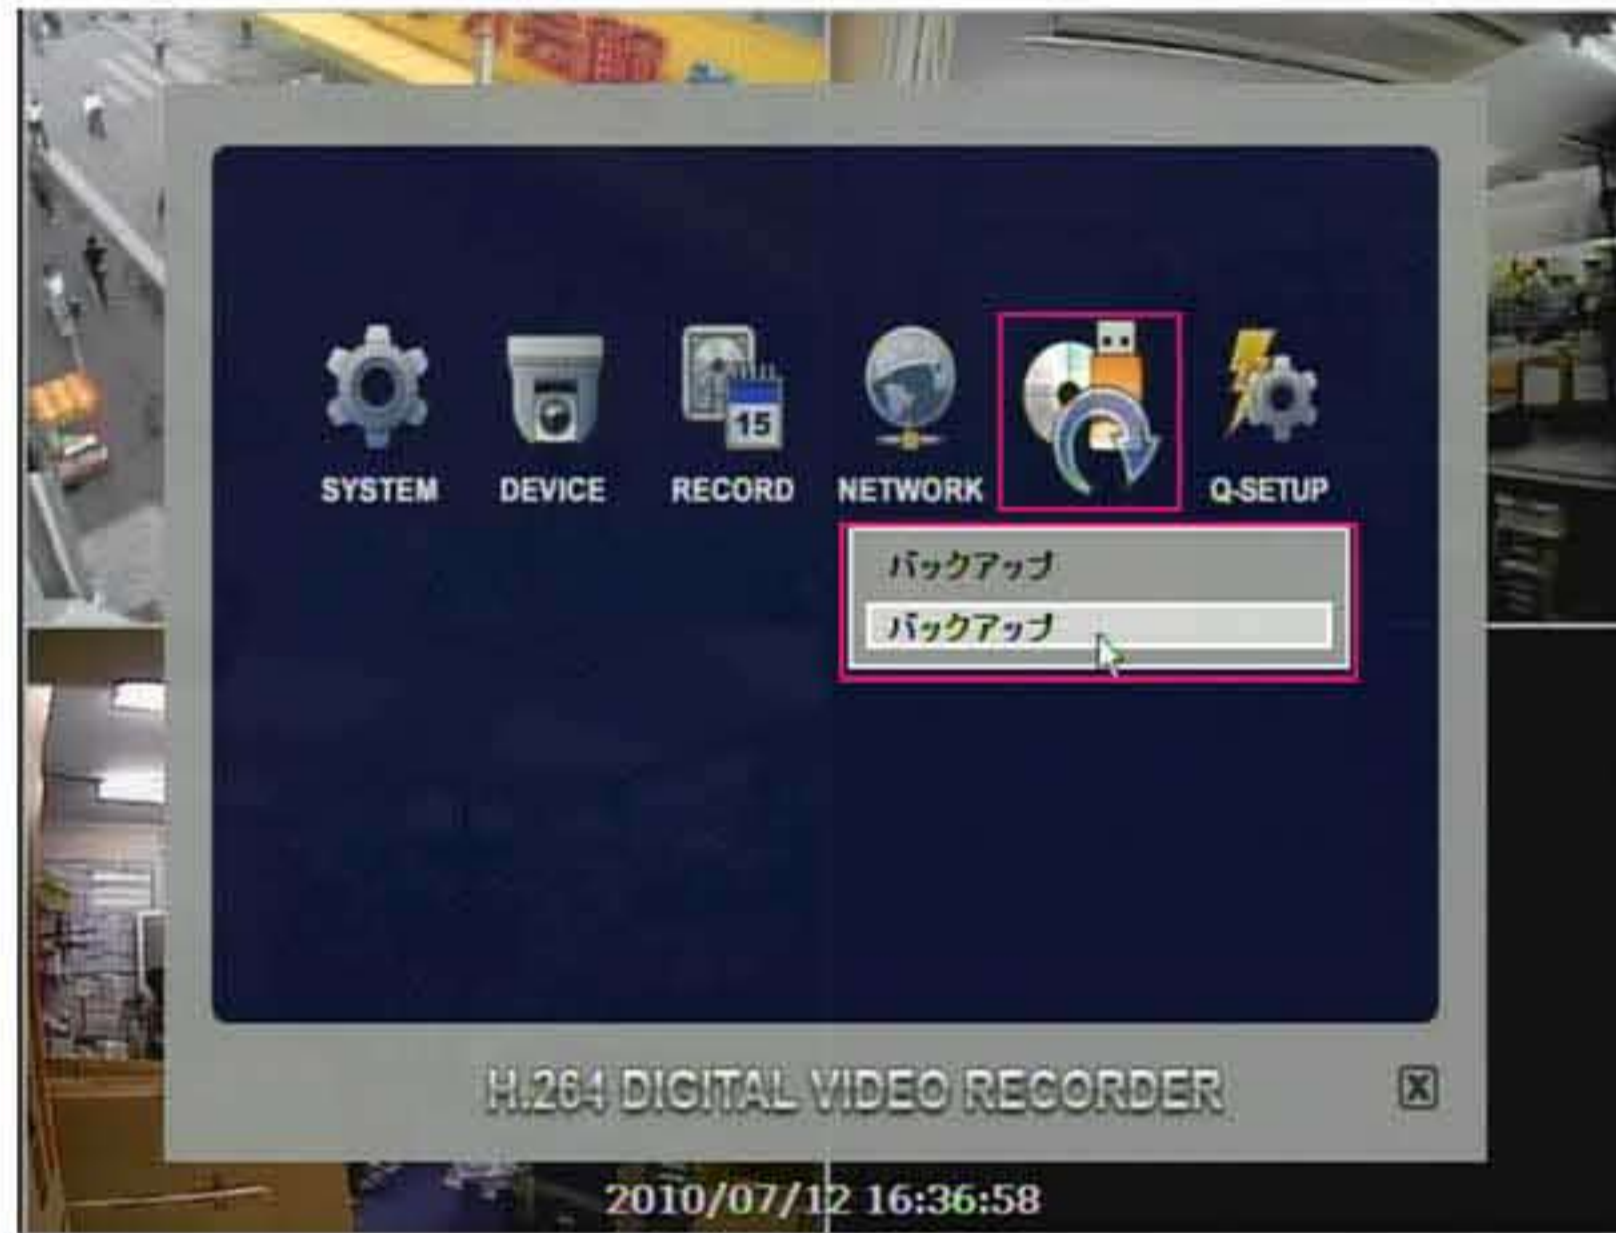 15
SYSTEM DEVICE RECORD NETWORK Q-SETUP
バックアップ
バックアップ
H.264 DIGITAL VIDEO RECORDER X
2010/07/12 16:36:58